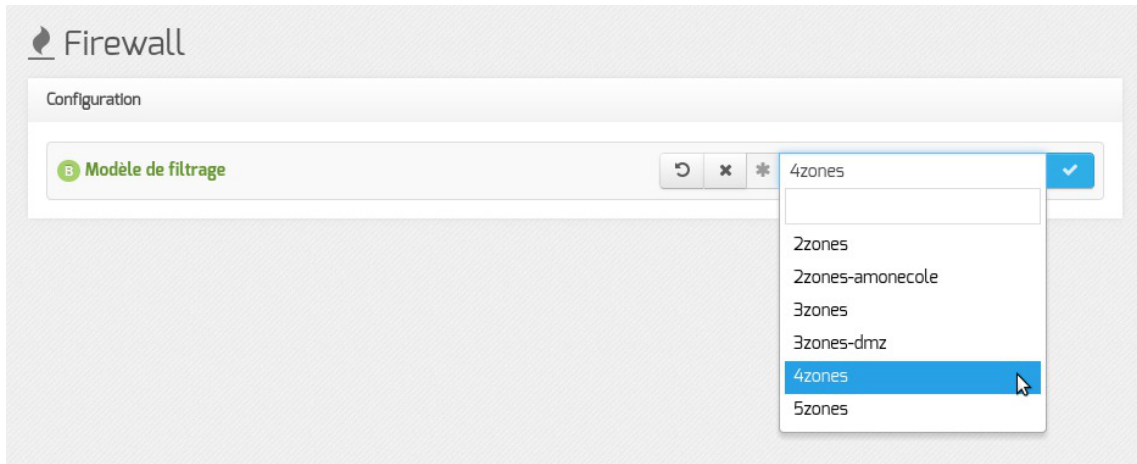 Firewall
Configuration
B Modèle de filtrage
4zones
2zones
2zones-amonecole
3zones
3zones-dmz
4zones
5zones